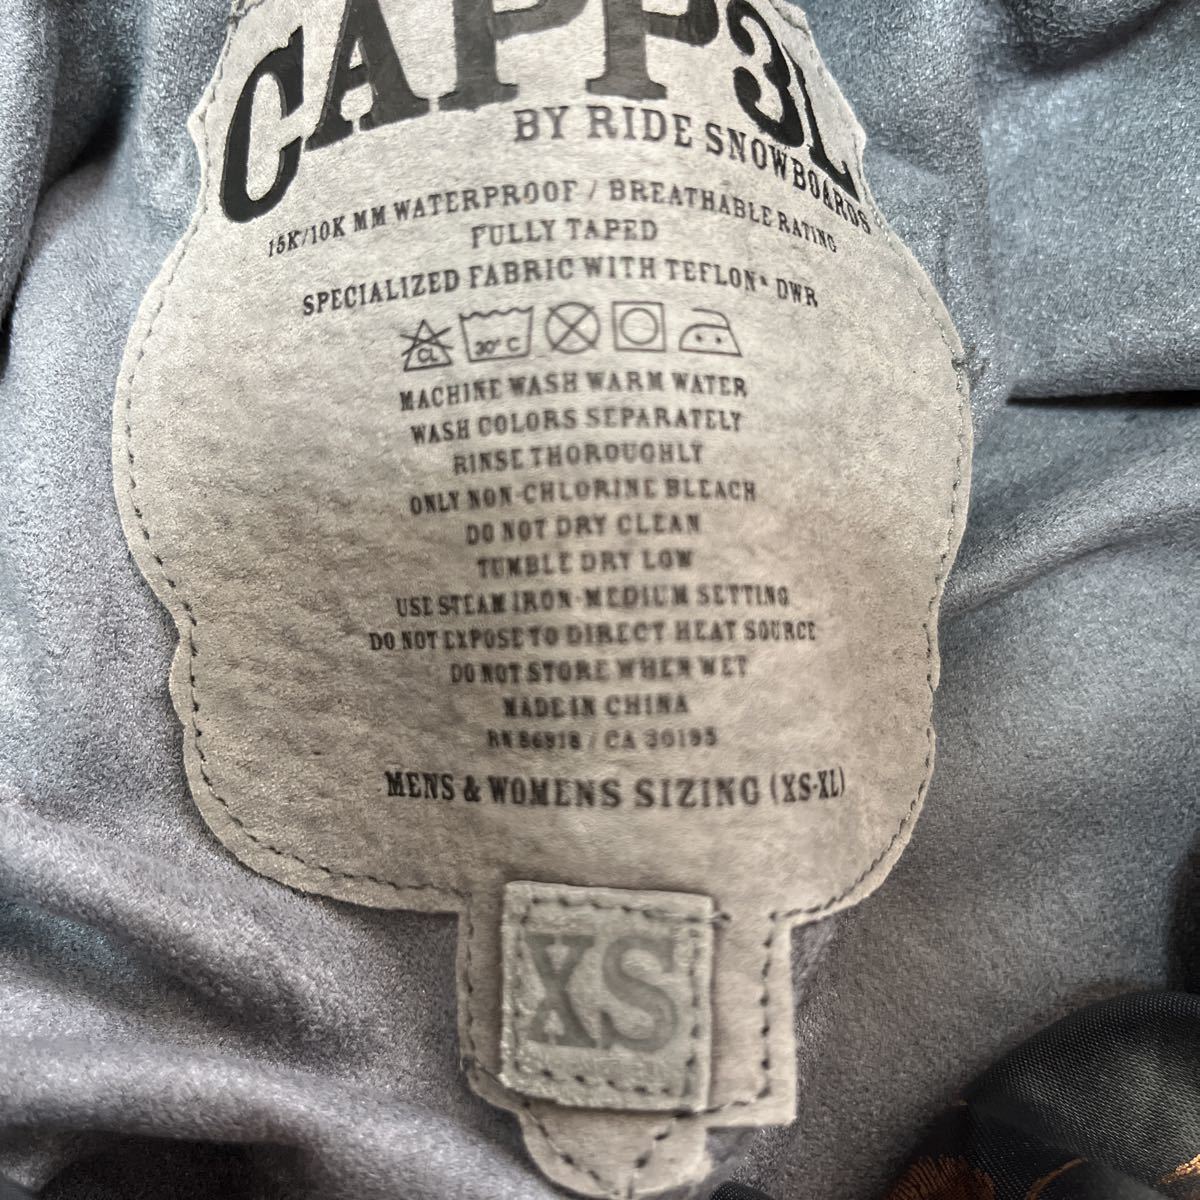 CAPP3L
BY RIDE SNOWBOARDS
15K/10K MM WATERPROOF / BREATHABLE RATING
FULLY TAPED
SPECIALIZED FABRIC WITH TEFLON® DWR
CL 30° C
MACHINE WASH WARM WATER
WASH COLORS SEPARATELY
RINSE THOROUGHLY
ONLY NON-CHLORINE BLEACH
DO NOT DRY CLEAN
TUMBLE DRY LOW
USE STEAM IRON-MEDIUM SETTING
DO NOT EXPOSE TO DIRECT HEAT SOURCE
DO NOT STORE WHEN WET
MADE IN CHINA
RN 86918 / CA 30195
MENS & WOMENS SIZING (XS-XL)
XS